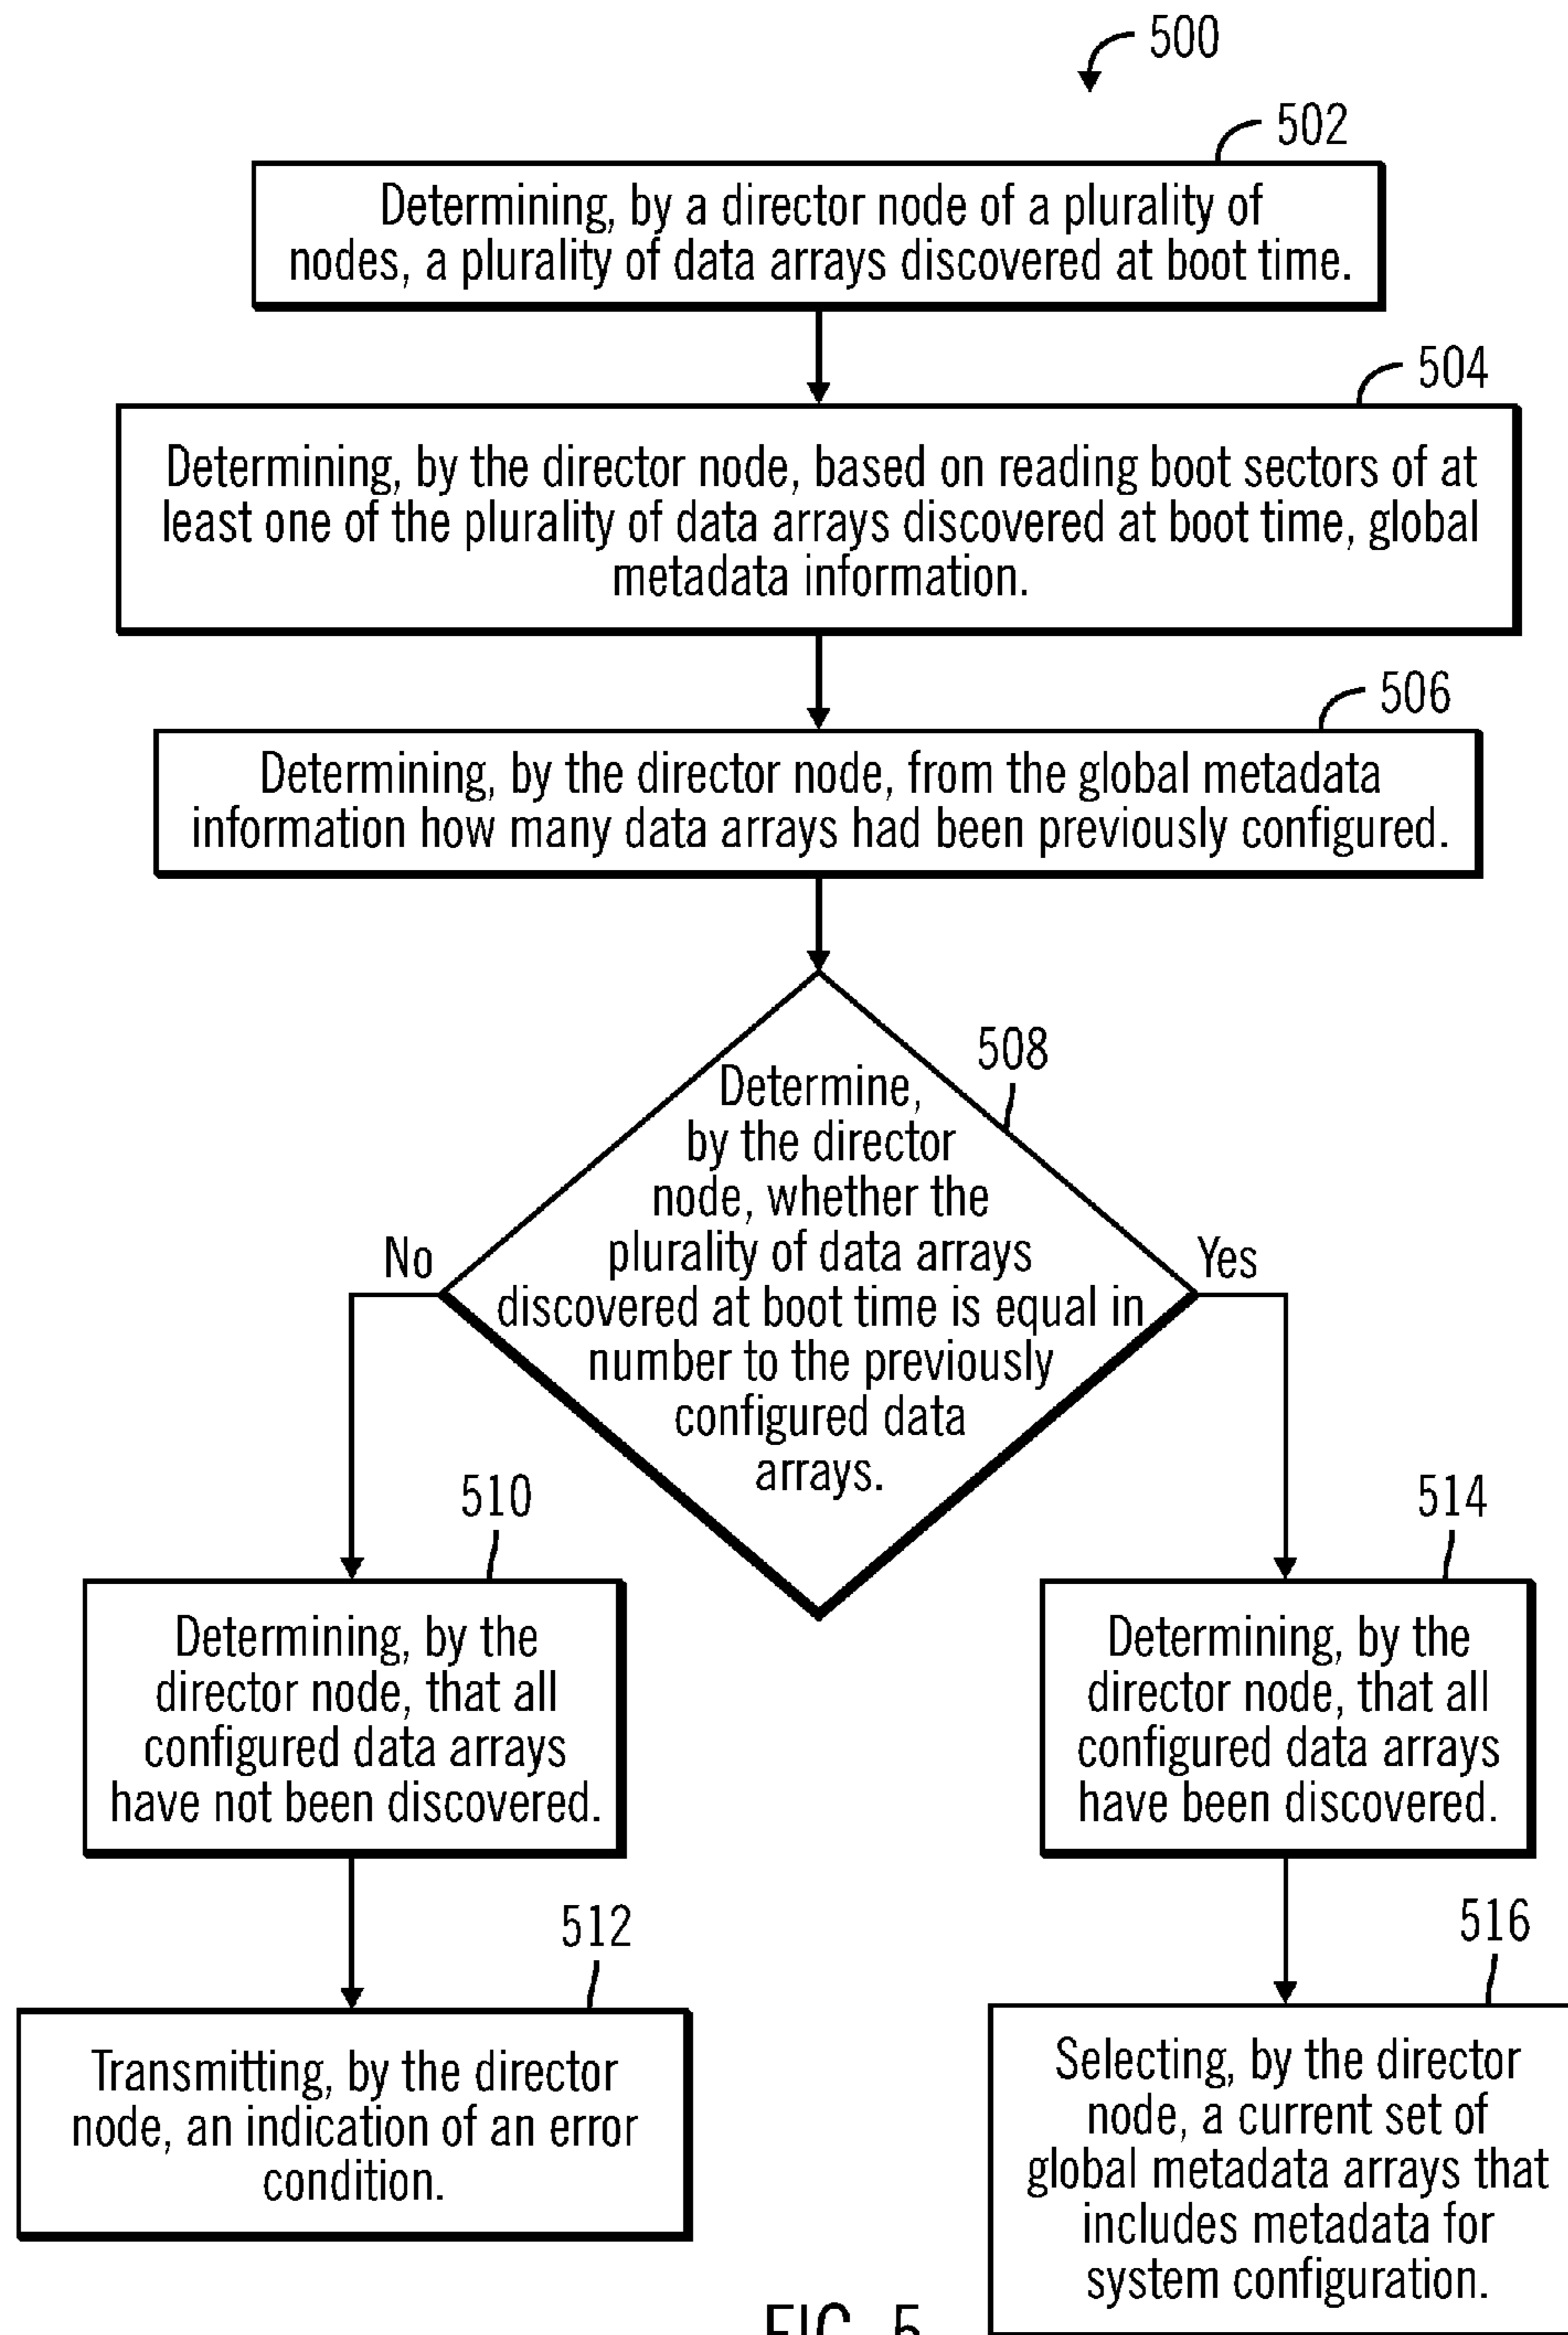 500
502
Determining, by a director node of a plurality of
nodes, a plurality of data arrays discovered at boot time.
504
Determining, by the director node, based on reading boot sectors of at
least one of the plurality of data arrays discovered at boot time, global
metadata information.
506
Determining, by the director node, from the global metadata
information how many data arrays had been previously configured.
508
Determine,
by the director
node, whether the
plurality of data arrays
discovered at boot time is equal in
number to the previously
configured data
arrays.
No
Yes
510
Determining, by the
director node, that all
configured data arrays
have not been discovered.
514
Determining, by the
director node, that all
configured data arrays
have been discovered.
512
Transmitting, by the director
node, an indication of an error
condition.
516
Selecting, by the director
node, a current set of
global metadata arrays that
includes metadata for
system configuration.
FIG. 5